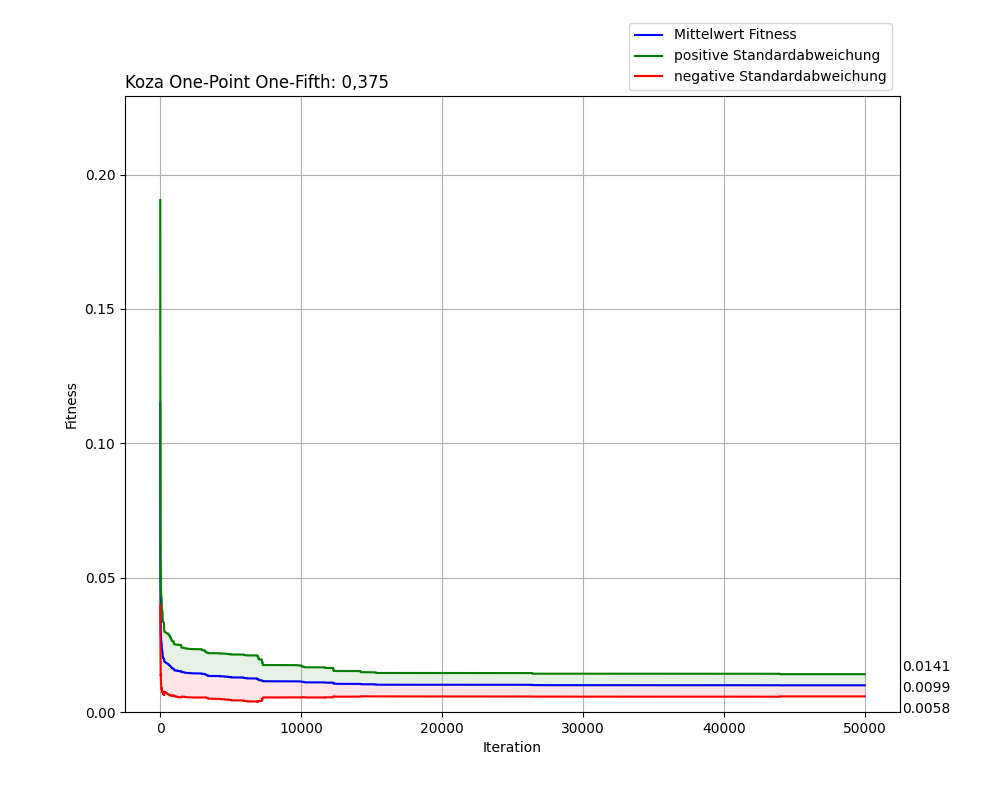 Mittelwert Fitness
positive Standardabweichung
negative Standardabweichung
Koza One-Point One-Fifth: 0,375
0.20
0.15
0.10
0.05
0.00
Fitness
0.0141
0.0099
0.0058
0 10000 20000 30000 40000 50000
Iteration